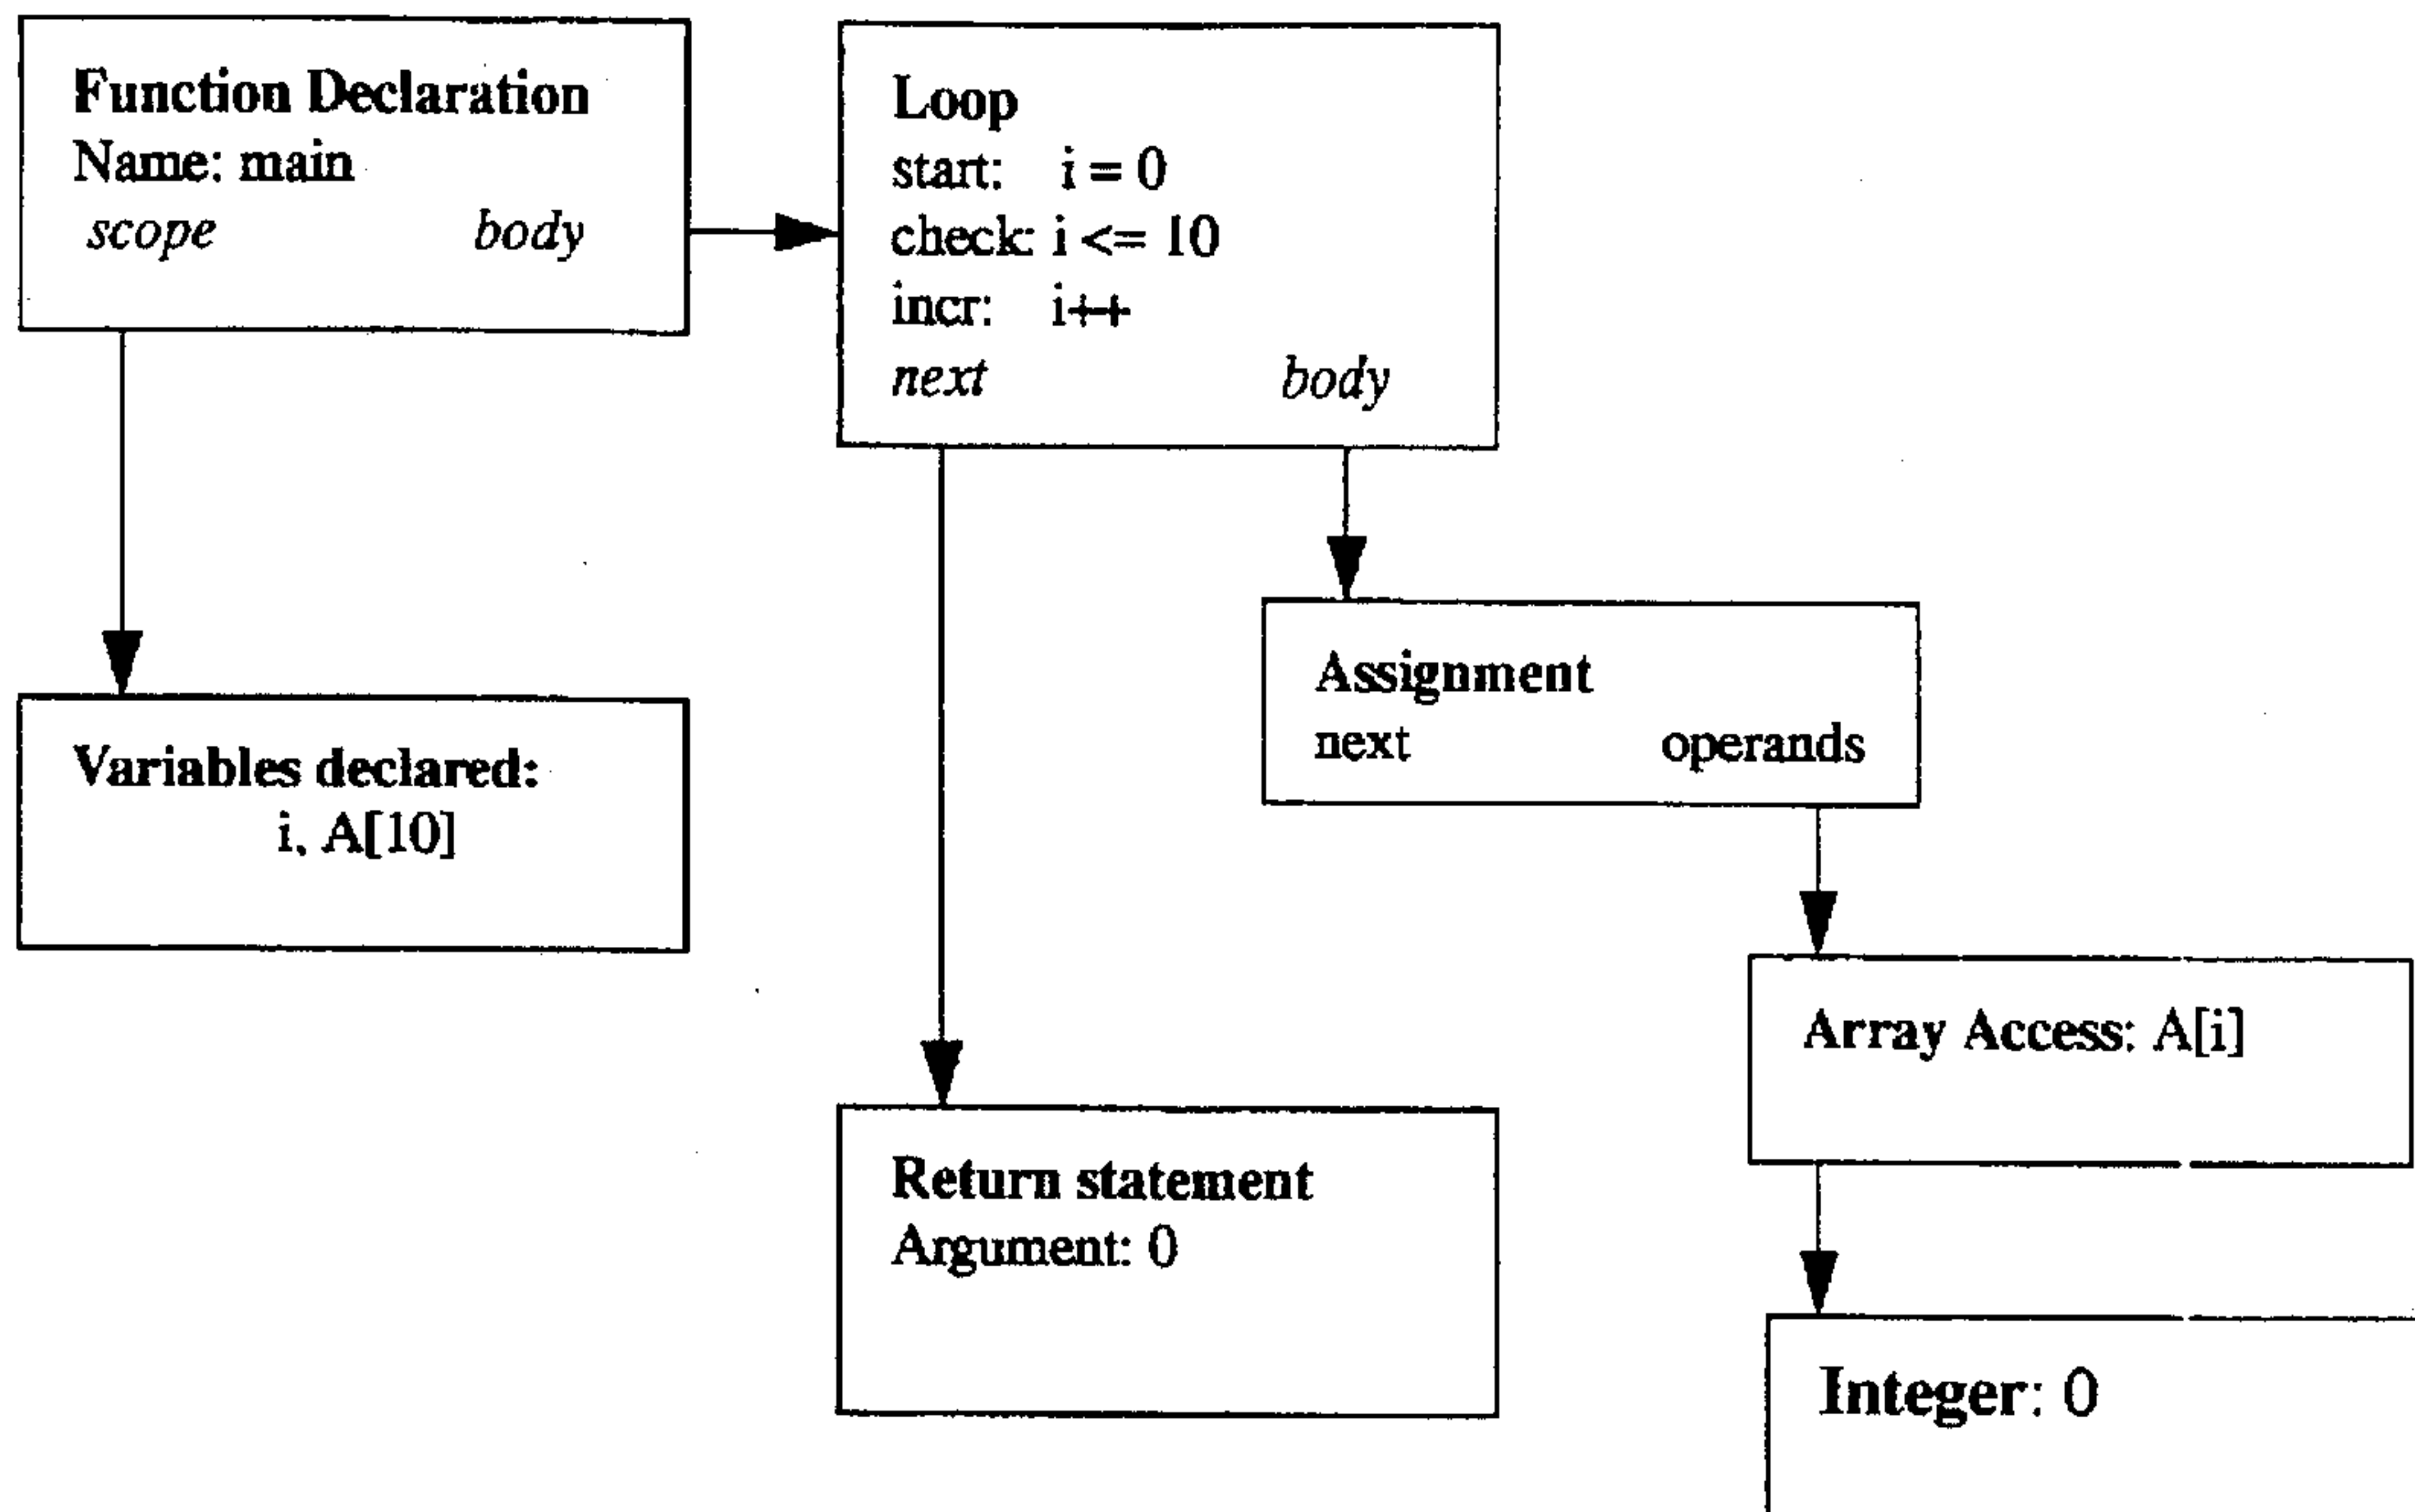 Function Declaration
Name: main
scope body
Loop
start: i = 0
check: i <= 10
incr: i++
next body
Variables declared:
i, A[10]
Assignment
next operands
Array Access: A[i]
Return statement
Argument: 0
Integer: 0